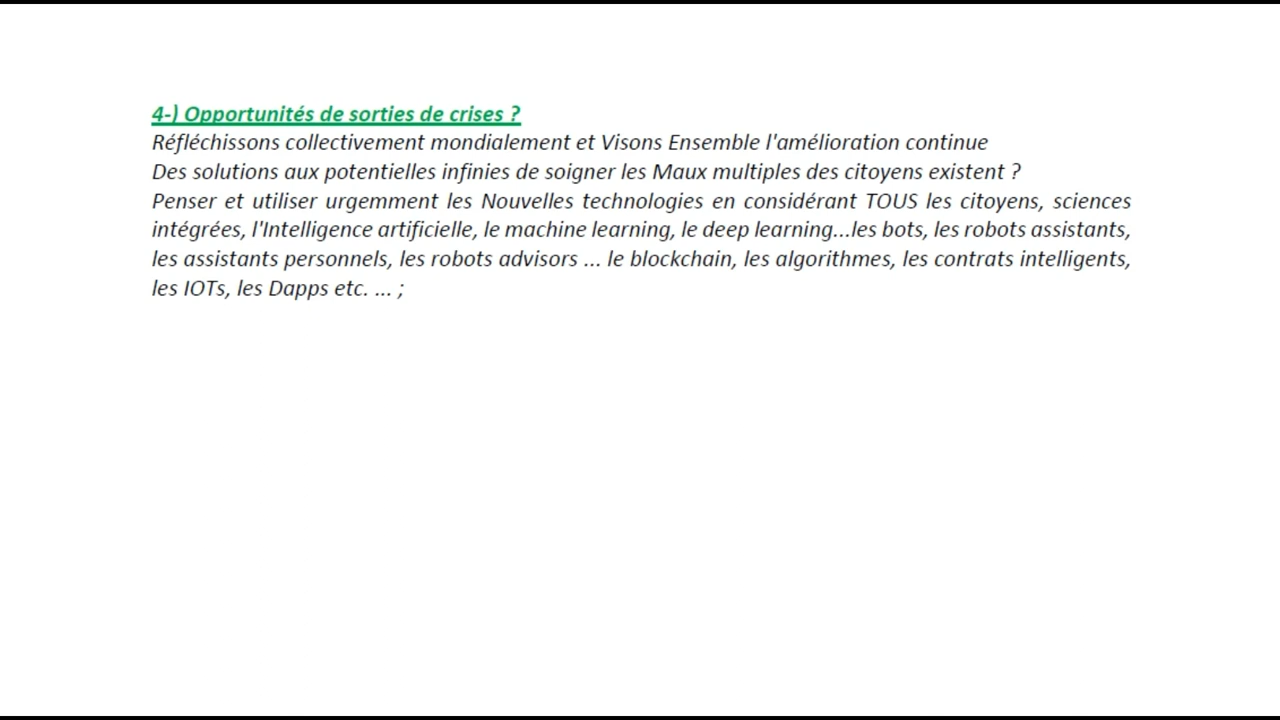 4-) Opportunités de sorties de crises ?
Réfléchissons collectivement mondialement et Visons Ensemble l'amélioration continue
Des solutions aux potentielles infinies de soigner les Maux multiples des citoyens existent ?
Penser et utiliser urgemment les Nouvelles technologies en considérant TOUS les citoyens, sciences
intégrées, l'Intelligence artificielle, le machine learning, le deep learning...les bots, les robots assistants,
les assistants personnels, les robots advisors ... le blockchain, les algorithmes, les contrats intelligents,
les IOTs, les Dapps etc. ... ;